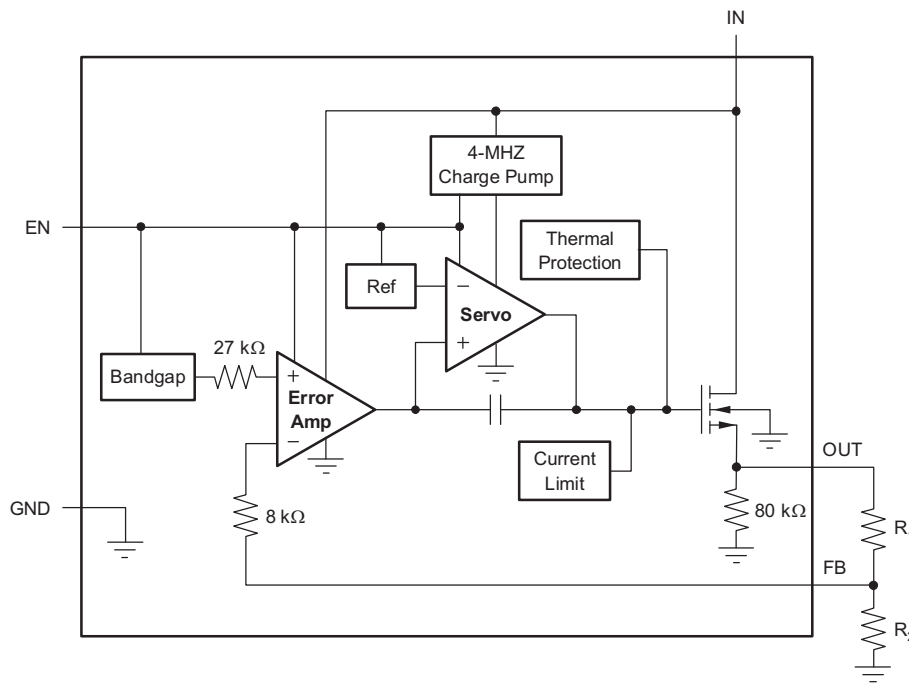 IN
4-MHZ
Charge Pump
EN
Thermal
Protection
Ref
−
Servo
+
27 kΩ
Bandgap
+
Error
Amp
−
OUT
Current
Limit
GND
8 kΩ
80 kΩ
R
FB
R